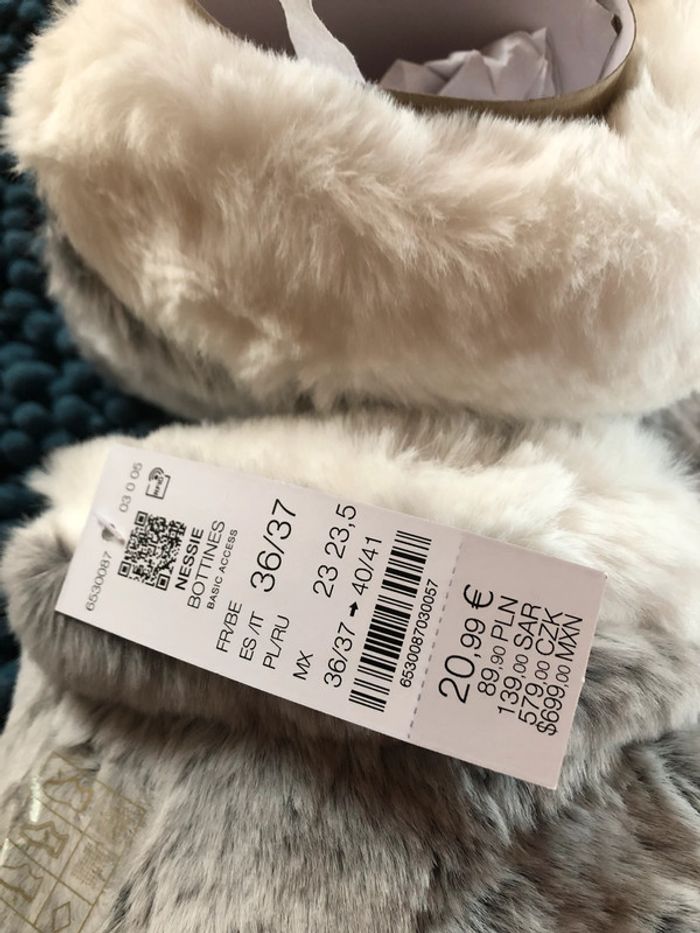 6530087 03 0 05
RFID
NESSIE
BOTTINES
BASIC ACCESS
FR/BE
ES /IT 36/37
PL/RU
MX 23 23,5
36/37 → 40/41
6530087030057
20,99 €
89,90 PLN
139,00 SAR
579,00 CZK
$699,00 MXN